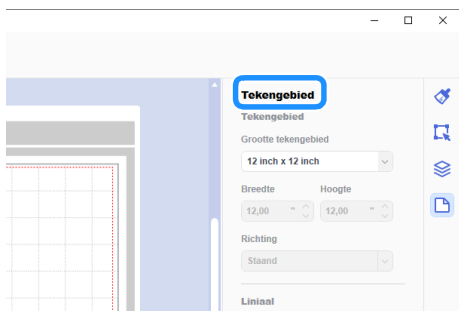 Tekengebied
Tekengebied
Grootte tekengebied
12 inch x 12 inch
Breedte Hoogte
12,00 " 12,00 "
Richting
Staand
Liniaal